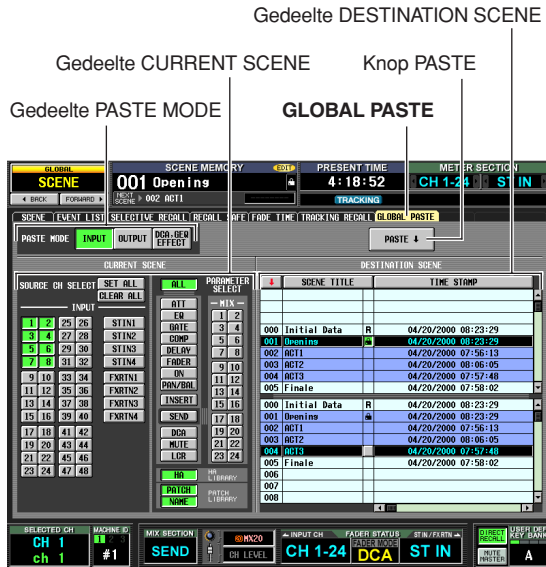 Gedeelte DESTINATION SCENE
Gedeelte CURRENT SCENE Knop PASTE
Gedeelte PASTE MODE GLOBAL PASTE
GLOBAL SCENE MEMORY EDIT PRESENT TIME METER SECTION
SCENE 001 Opening 4:18:52 CH 1-24 ST IN
BACK FORWARD NEXT SCENE 002 ACT1 TRACKING
SCENE EVENT LIST SELECTIVE RECALL RECALL SAFE FADE TIME TRACKING RECALL GLOBAL PASTE
PASTE MODE INPUT OUTPUT DCA.GEQ EFFECT PASTE ↓
CURRENT SCENE DESTINATION SCENE
SOURCE CH SELECT SET ALL ALL PARAMETER SELECT ↓ SCENE TITLE TIME STAMP
CLEAR ALL
INPUT ATT MIX
1 2 25 26 STIN1 EQ 1 2
3 4 27 28 STIN2 GATE 3 4 000 Initial Data R 04/20/2000 08:23:29
5 6 29 30 STIN3 COMP 5 6 001 Opening 04/20/2000 08:23:29
7 8 31 32 STIN4 DELAY 7 8 002 ACT1 04/20/2000 07:56:13
9 10 33 34 FXRTN1 FADER 9 10 003 ACT2 04/20/2000 08:06:05
11 12 35 36 FXRTN2 ON 11 12 004 ACT3 04/20/2000 07:57:48
13 14 37 38 FXRTN3 PAN/BAL 13 14 005 Finale 04/20/2000 07:58:02
15 16 39 40 FXRTN4 INSERT 15 16 000 Initial Data R 04/20/2000 08:23:29
17 18 41 42 SEND 17 18 001 Opening 04/20/2000 08:23:29
19 20 43 44 DCA 19 20 002 ACT1 04/20/2000 07:56:13
21 22 45 46 MUTE 21 22 003 ACT2 04/20/2000 08:06:05
23 24 47 48 LCR 23 24 004 ACT3 04/20/2000 07:57:48
005 Finale 04/20/2000 07:58:02
HA HA LIBRARY 006
PATCH PATCH LIBRARY 007
NAME 008
SELECTED CH MACHINE ID MIX SECTION MX20 INPUT CH FADER STATUS ST IN/FXRTN DIRECT RECALL USER DEF KEY BANK
CH 1 1 2 3 SEND CH LEVEL CH 1-24 FADER MODE DCA ST IN MUTE MASTER A
ch 1 #1